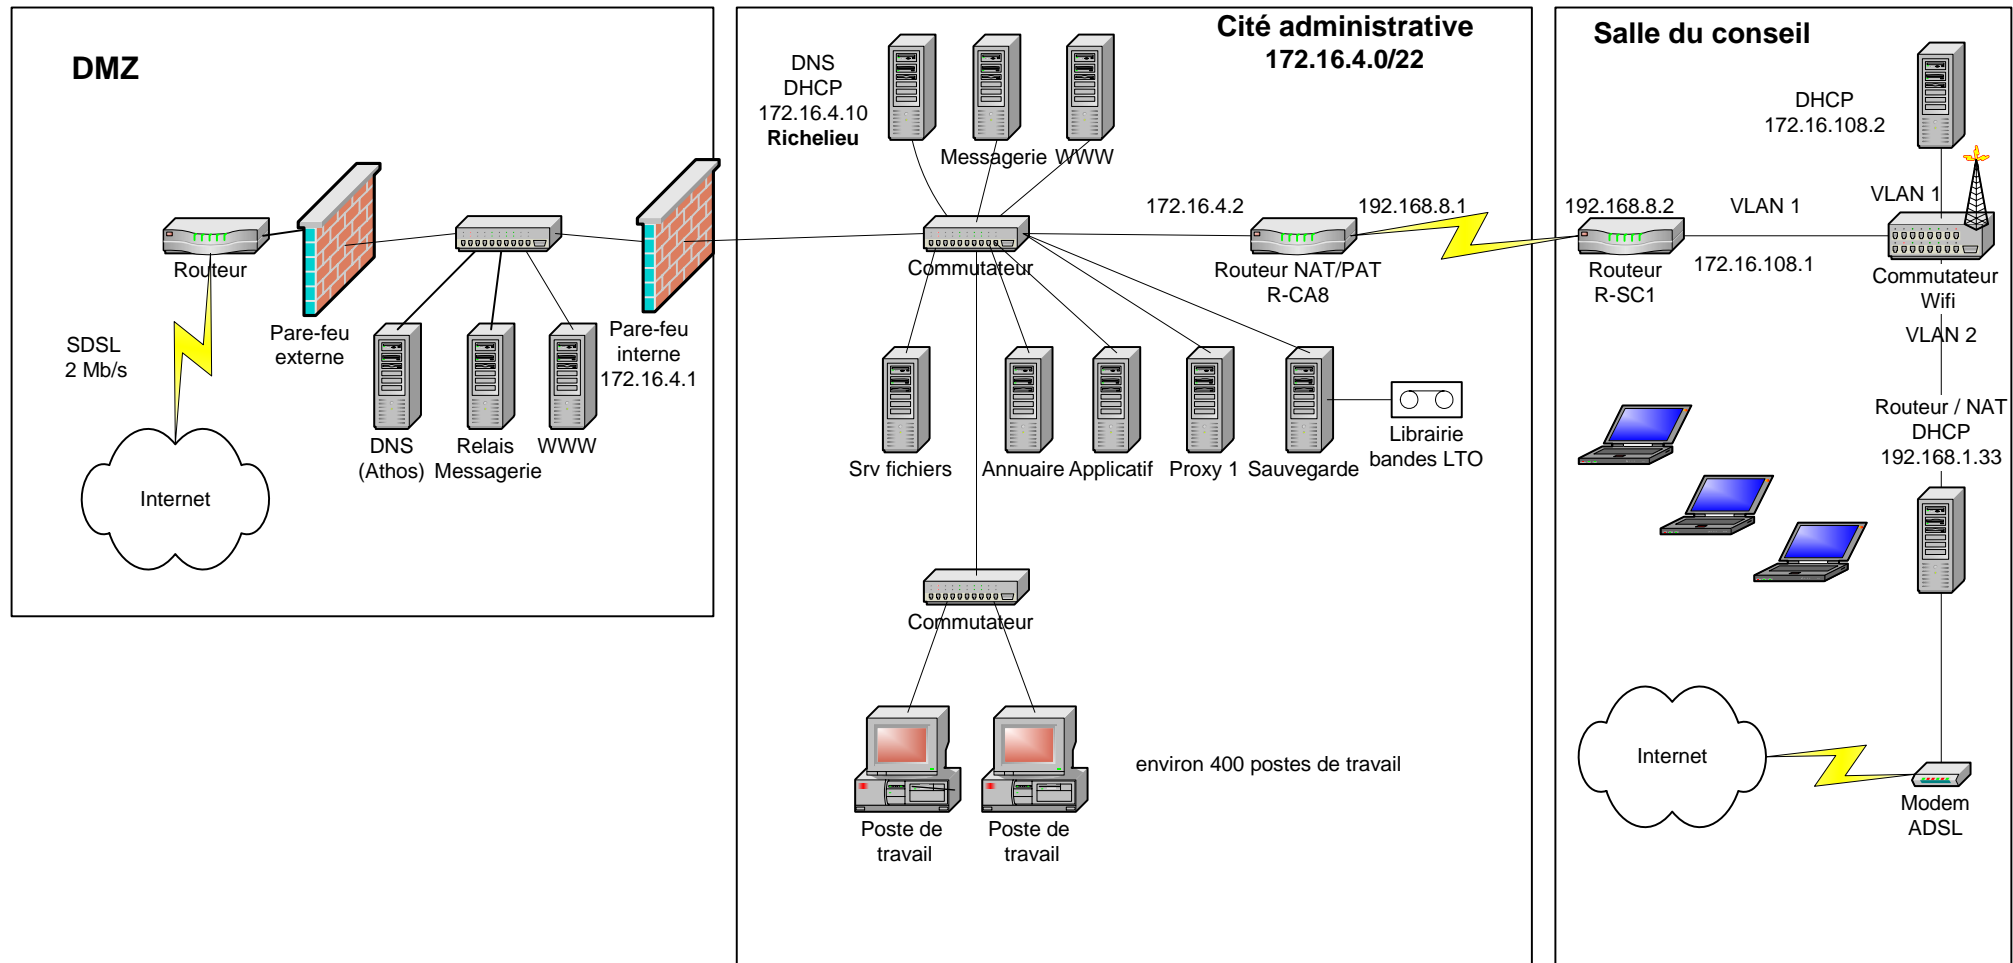 DMZ
Routeur
SDSL
2 Mb/s
Internet
Pare-feu
externe
DNS
(Athos)
Relais
Messagerie
WWW
Pare-feu
interne
172.16.4.1
Cité administrative
172.16.4.0/22
DNS
DHCP
172.16.4.10
Richelieu
Messagerie
WWW
Commutateur
172.16.4.2
192.168.8.1
Routeur NAT/PAT
R-CA8
Srv fichiers
Annuaire
Applicatif
Proxy 1
Sauvegarde
Librairie
bandes LTO
Commutateur
Poste de
travail
Poste de
travail
environ 400 postes de travail
Salle du conseil
DHCP
172.16.108.2
192.168.8.2
VLAN 1
VLAN 1
Routeur
R-SC1
172.16.108.1
Commutateur
Wifi
VLAN 2
Routeur / NAT
DHCP
192.168.1.33
Internet
Modem
ADSL